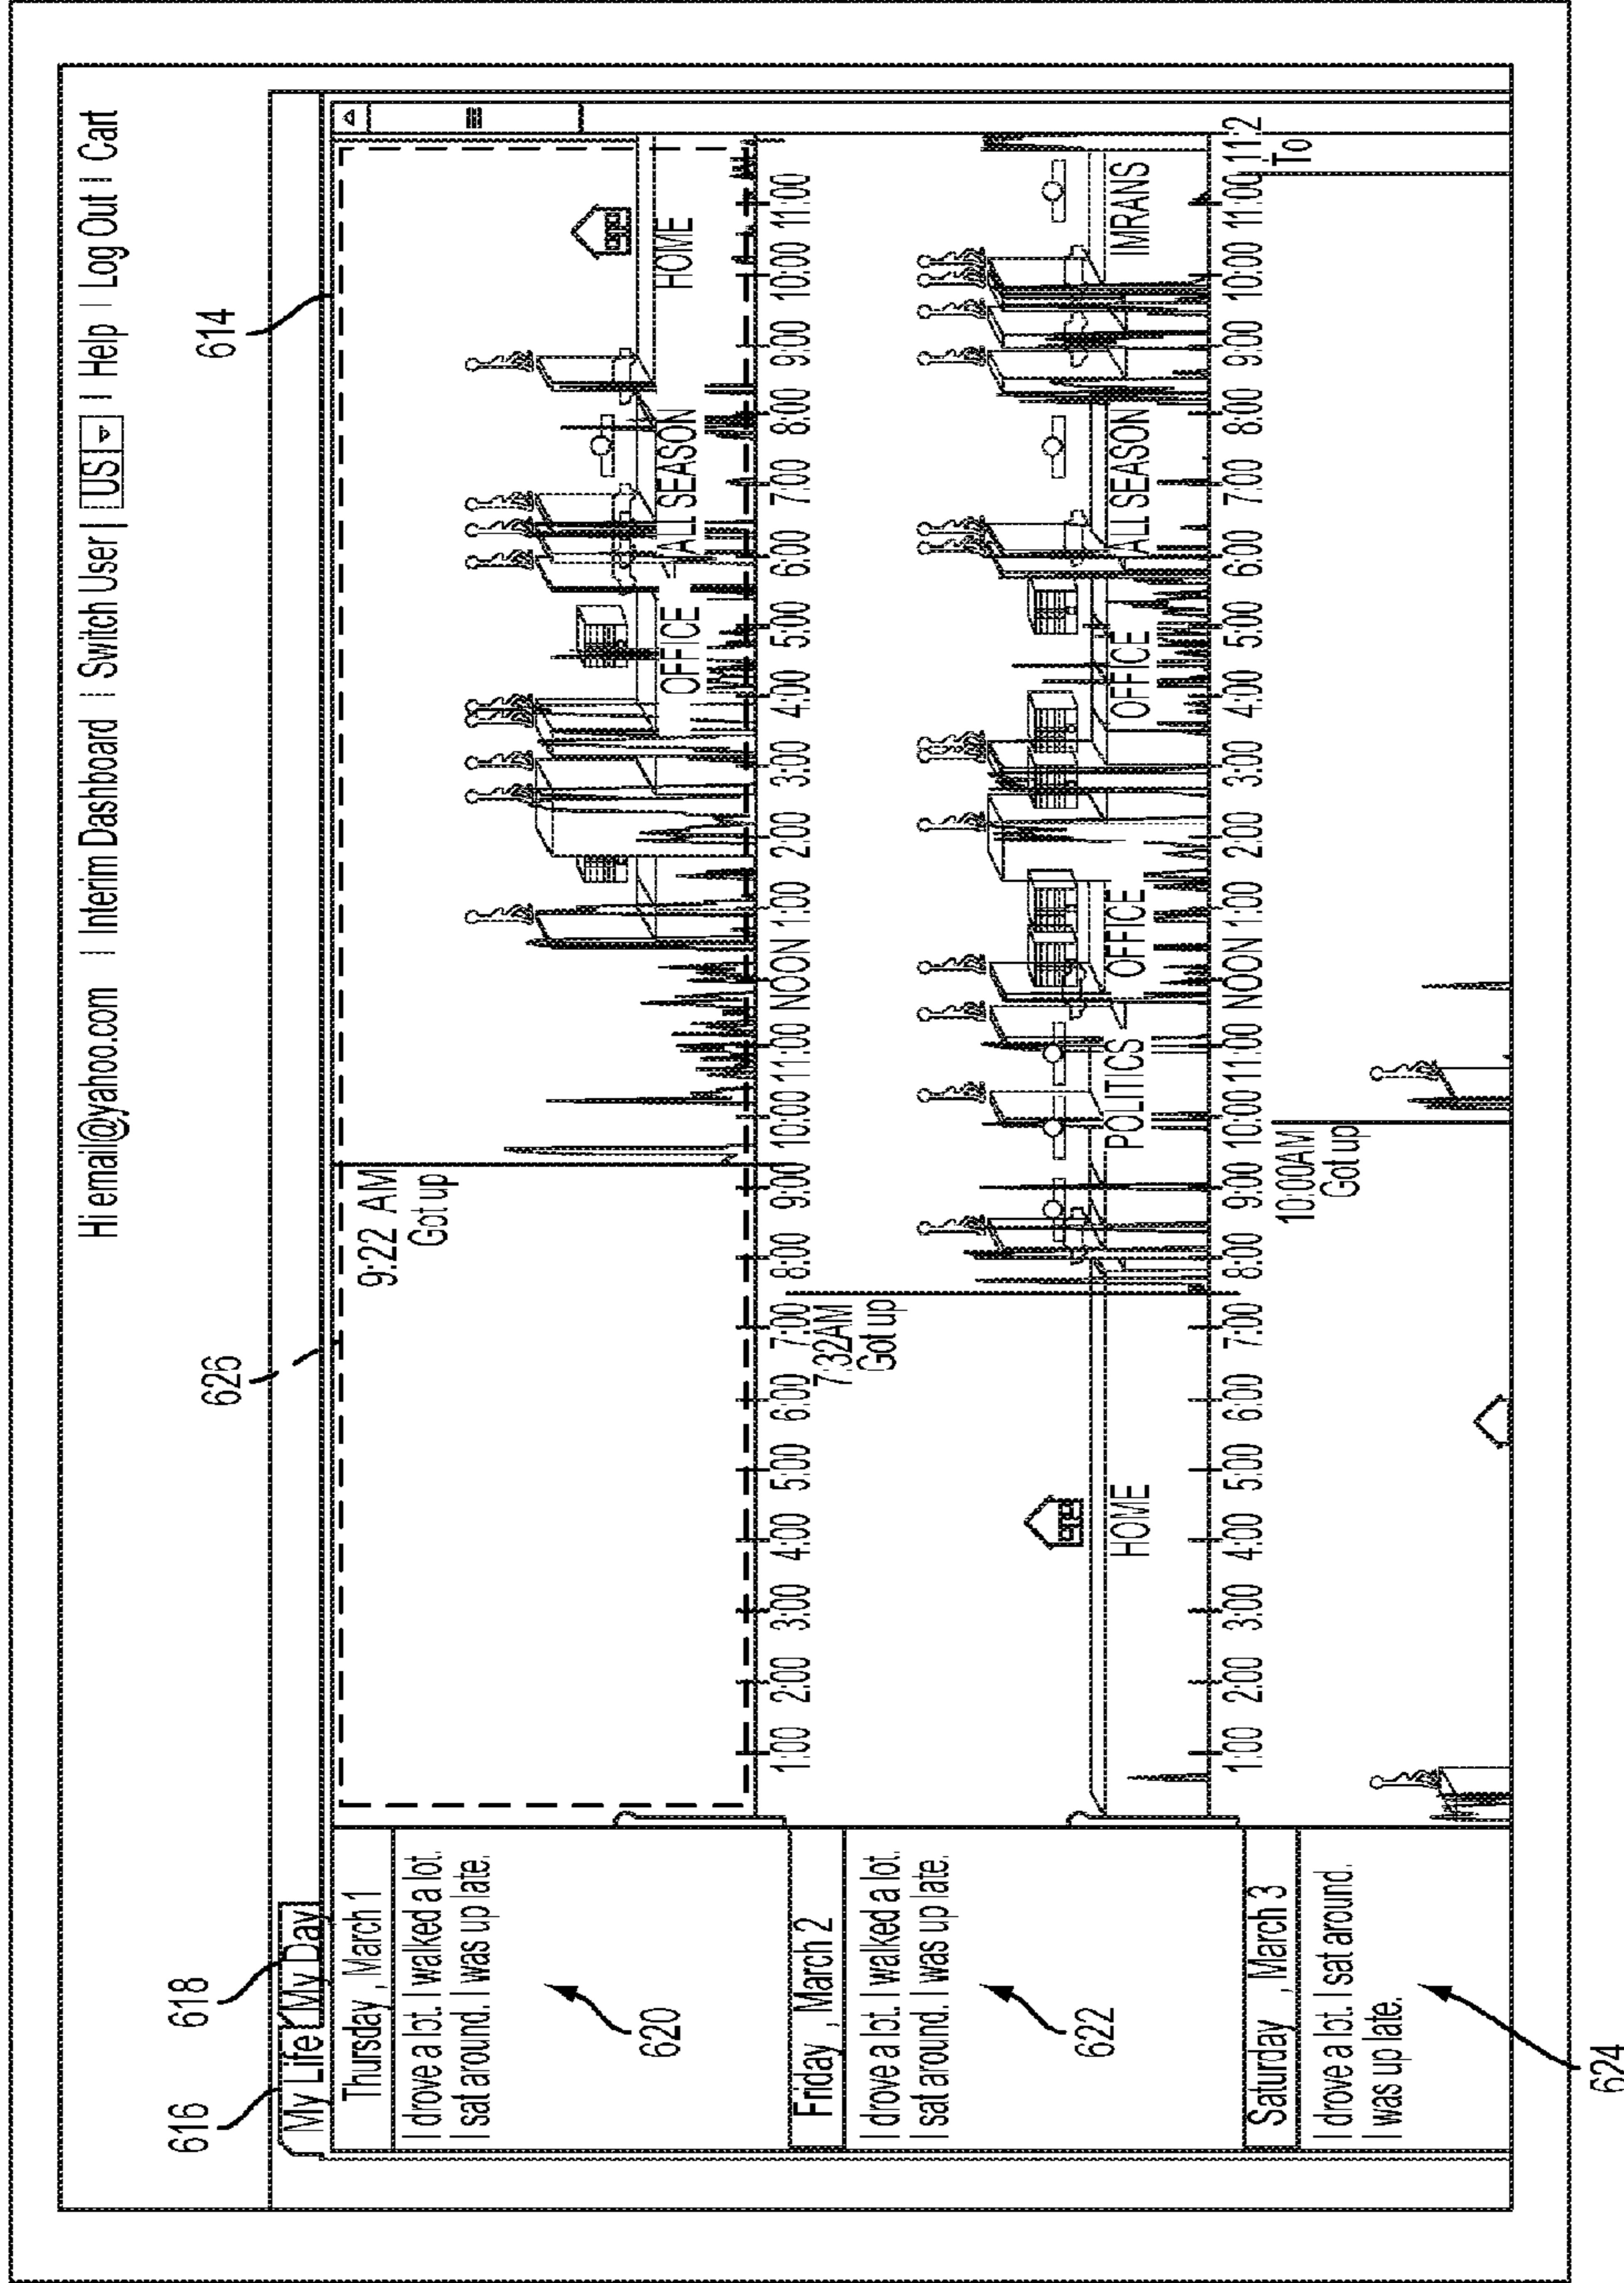 Hi email@yahoo.com | Interim Dashboard | Switch User | US | Help | Log Out | Cart
614
626
616
618
My Life
My Day
Thursday , March 1
I drove a lot. I walked a lot.
I sat around. I was up late.
620
9:22 AM
Got up
OFFICE
ALL SEASON
HOME
1:00 2:00 3:00 4:00 5:00 6:00 7:00 8:00 9:00 10:00 11:00 NOON 1:00 2:00 3:00 4:00 5:00 6:00 7:00 8:00 9:00 10:00 11:00
Friday , March 2
I drove a lot. I walked a lot.
I sat around. I was up late.
622
7:32AM
Got up
HOME
POLITICS
OFFICE
OFFICE
ALL SEASON
IMRANS
1:00 2:00 3:00 4:00 5:00 6:00 7:00 8:00 9:00 10:00 11:00 NOON 1:00 2:00 3:00 4:00 5:00 6:00 7:00 8:00 9:00 10:00 11:00 11:2
Saturday , March 3
I drove a lot. I sat around.
I was up late.
624
10:00AM
Got up
To